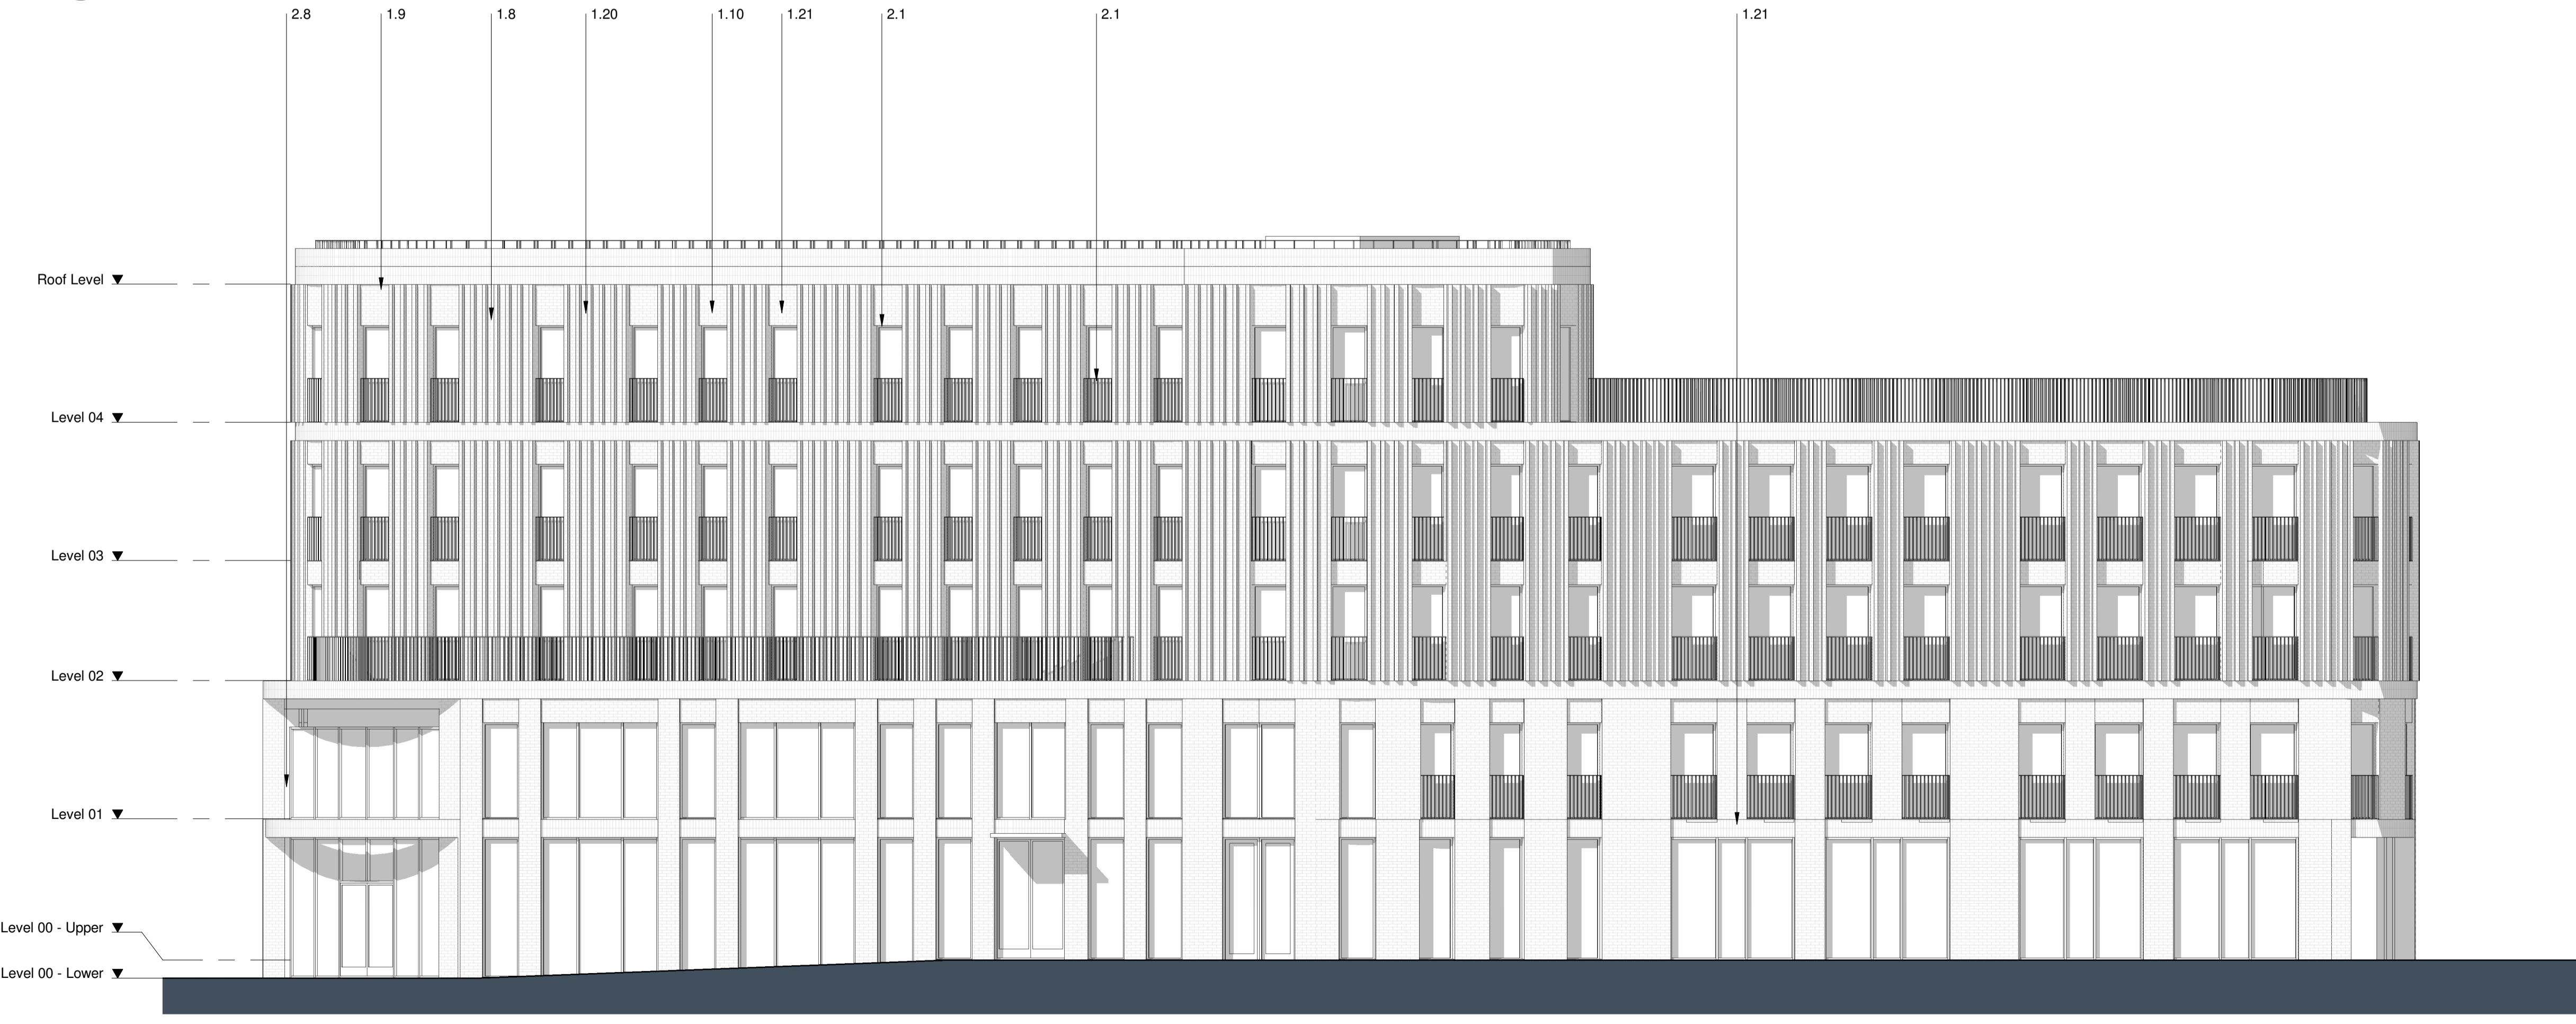 2.8 1.9 1.8 1.20 1.10 1.21 2.1 2.1 1.21
Roof Level
Level 04
Level 03
Level 02
Level 01
Level 00 - Upper
Level 00 - Lower